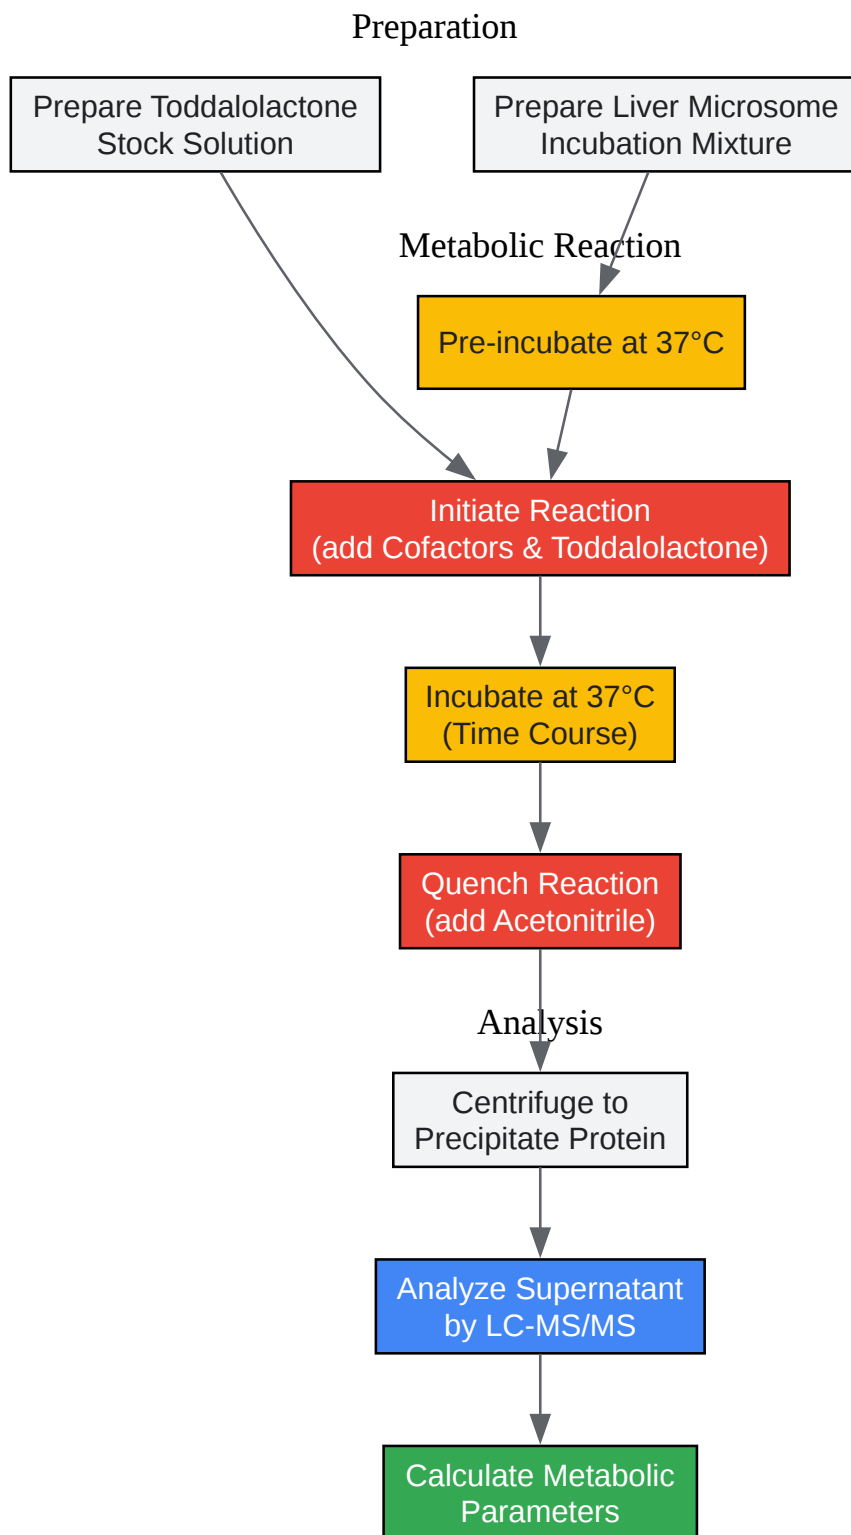 Preparation
Prepare Toddalolactone
Stock Solution
Prepare Liver Microsome
Incubation Mixture
Metabolic Reaction
Pre-incubate at 37°C
Initiate Reaction
(add Cofactors & Toddalolactone)
Incubate at 37°C
(Time Course)
Quench Reaction
(add Acetonitrile)
Analysis
Centrifuge to
Precipitate Protein
Analyze Supernatant
by LC-MS/MS
Calculate Metabolic
Parameters